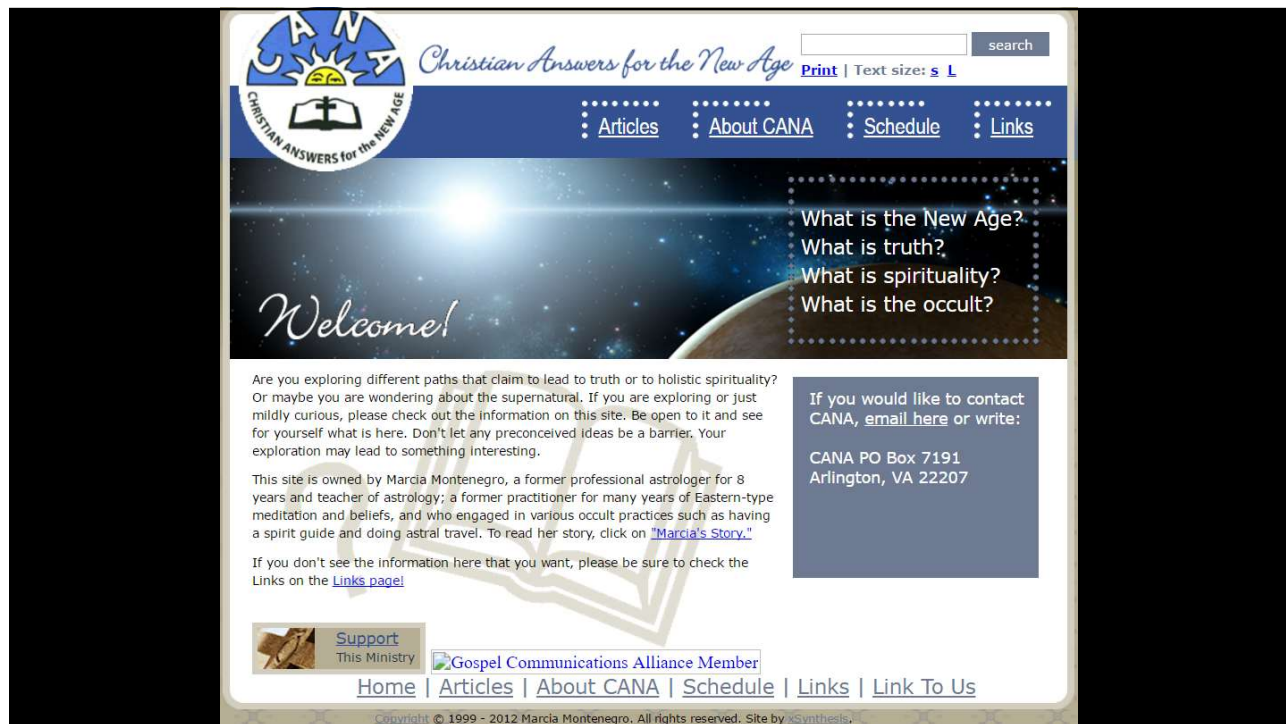 CANA
CHRISTIAN ANSWERS for the NEW AGE
Christian Answers for the New Age
search
Print | Text size: s L
Articles
About CANA
Schedule
Links
Welcome!
What is the New Age?
What is truth?
What is spirituality?
What is the occult?
Are you exploring different paths that claim to lead to truth or to holistic spirituality?
Or maybe you are wondering about the supernatural. If you are exploring or just
mildly curious, please check out the information on this site. Be open to it and see
for yourself what is here. Don't let any preconceived ideas be a barrier. Your
exploration may lead to something interesting.
This site is owned by Marcia Montenegro, a former professional astrologer for 8
years and teacher of astrology; a former practitioner for many years of Eastern-type
meditation and beliefs, and who engaged in various occult practices such as having
a spirit guide and doing astral travel. To read her story, click on "Marcia's Story."
If you don't see the information here that you want, please be sure to check the
Links on the Links page!
If you would like to contact
CANA, email here or write:
CANA PO Box 7191
Arlington, VA 22207
Support
This Ministry
Gospel Communications Alliance Member
Home | Articles | About CANA | Schedule | Links | Link To Us
Copyright © 1999 - 2012 Marcia Montenegro. All rights reserved. Site by xSynthesis.